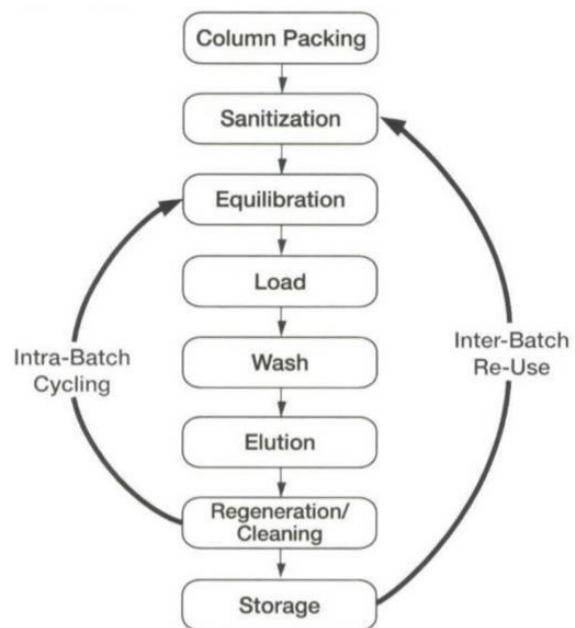 Column Packing
Sanitization
Equilibration
Load
Intra-Batch
Cycling
Inter-Batch
Re-Use
Wash
Elution
Regeneration/
Cleaning
Storage